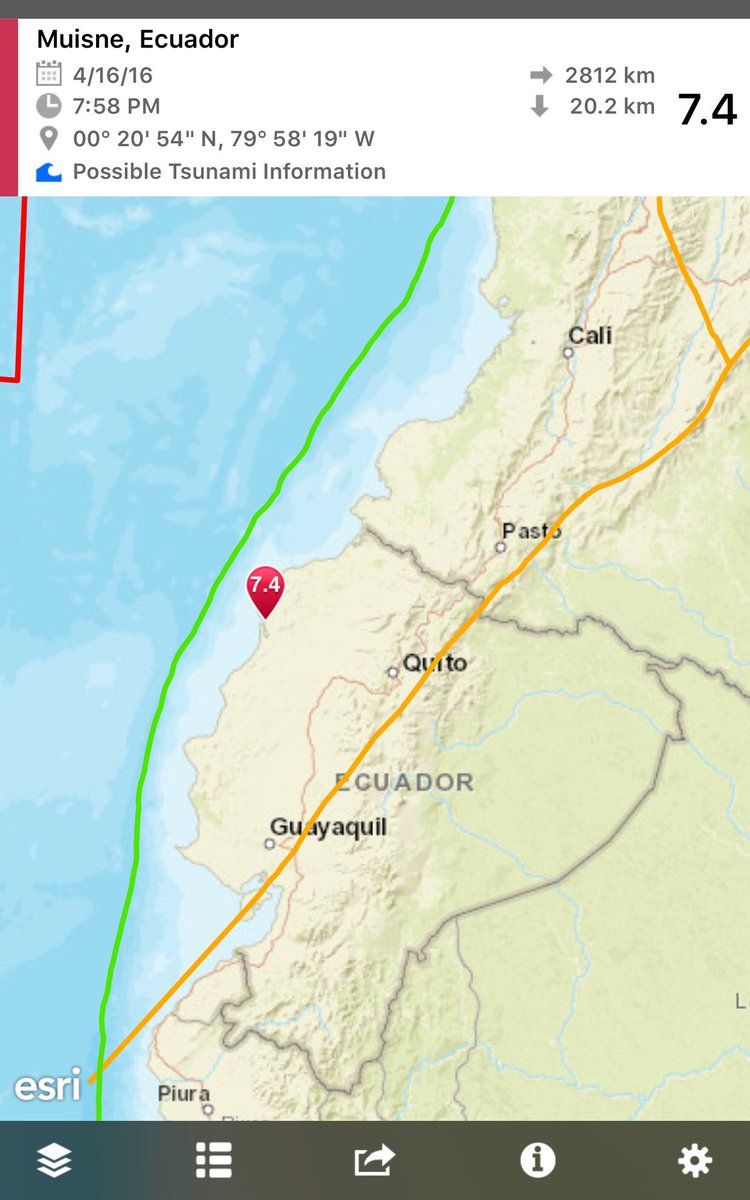 Muisne, Ecuador
4/16/16
2812 km
7:58 PM
20.2 km
7.4
00° 20' 54" N, 79° 58' 19" W
Possible Tsunami Information
Cali
Pasto
7.4
Quito
ECUADOR
Guayaquil
L
esri
Piura